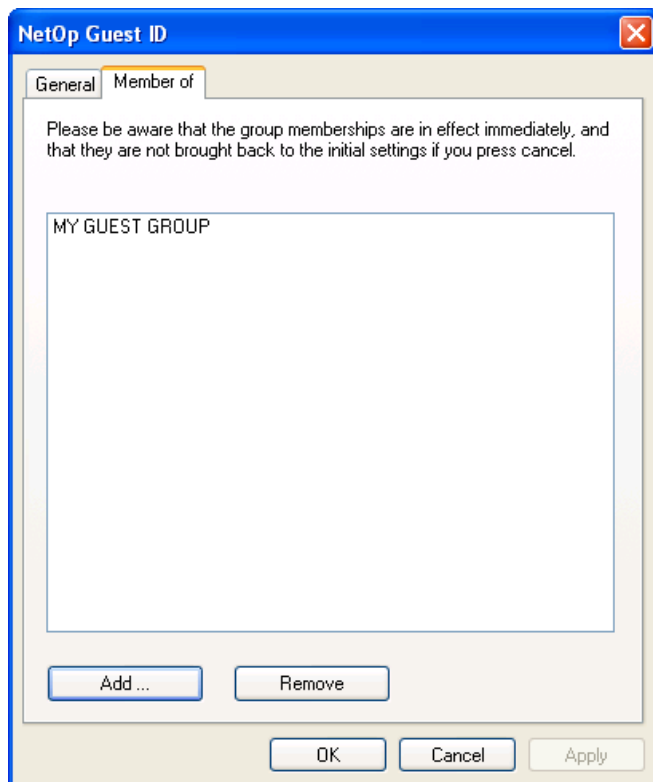 NetOp Guest ID
General Member of
Please be aware that the group memberships are in effect immediately, and
that they are not brought back to the initial settings if you press cancel.
MY GUEST GROUP
Add ... Remove
OK Cancel Apply